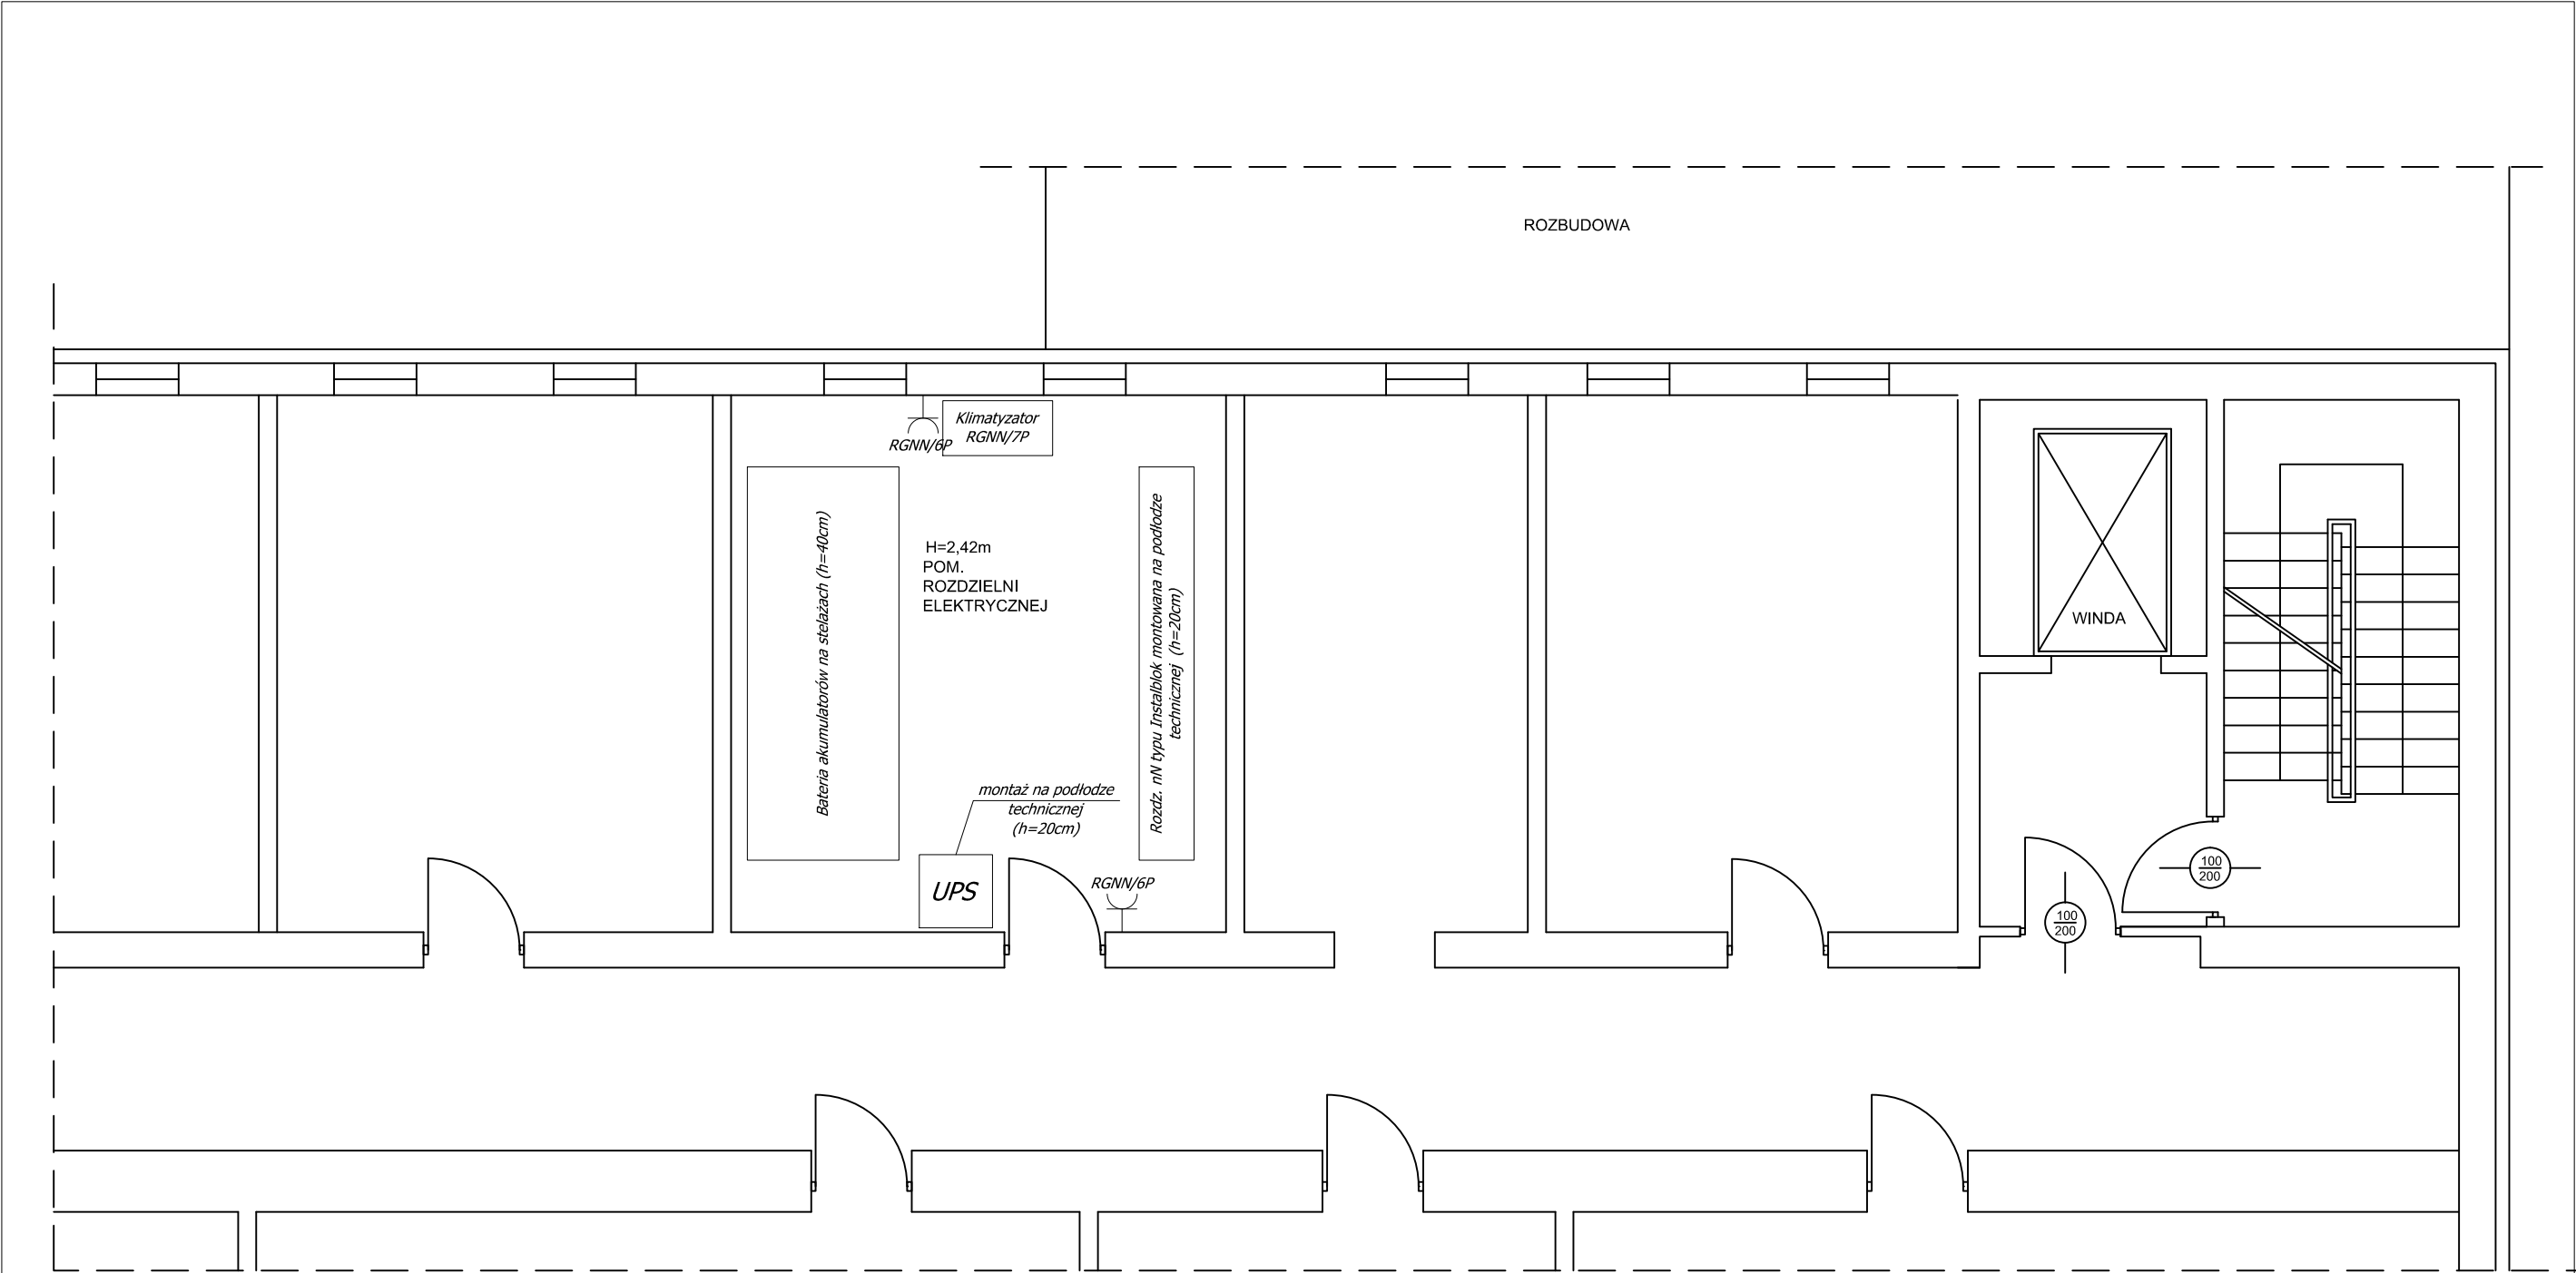 ROZBUDOWA
Klimatyzator
RGNN/7P
RGNN/6P
Bateria akumulatorów na stelażach (h=40cm)
H=2,42m
POM.
ROZDZIELNI
ELEKTRYCZNEJ
Rozdz. nN typu Instalblok montowana na podłodze
technicznej (h=20cm)
WINDA
montaż na podłodze
technicznej
(h=20cm)
UPS
RGNN/6P
100
200
100
200